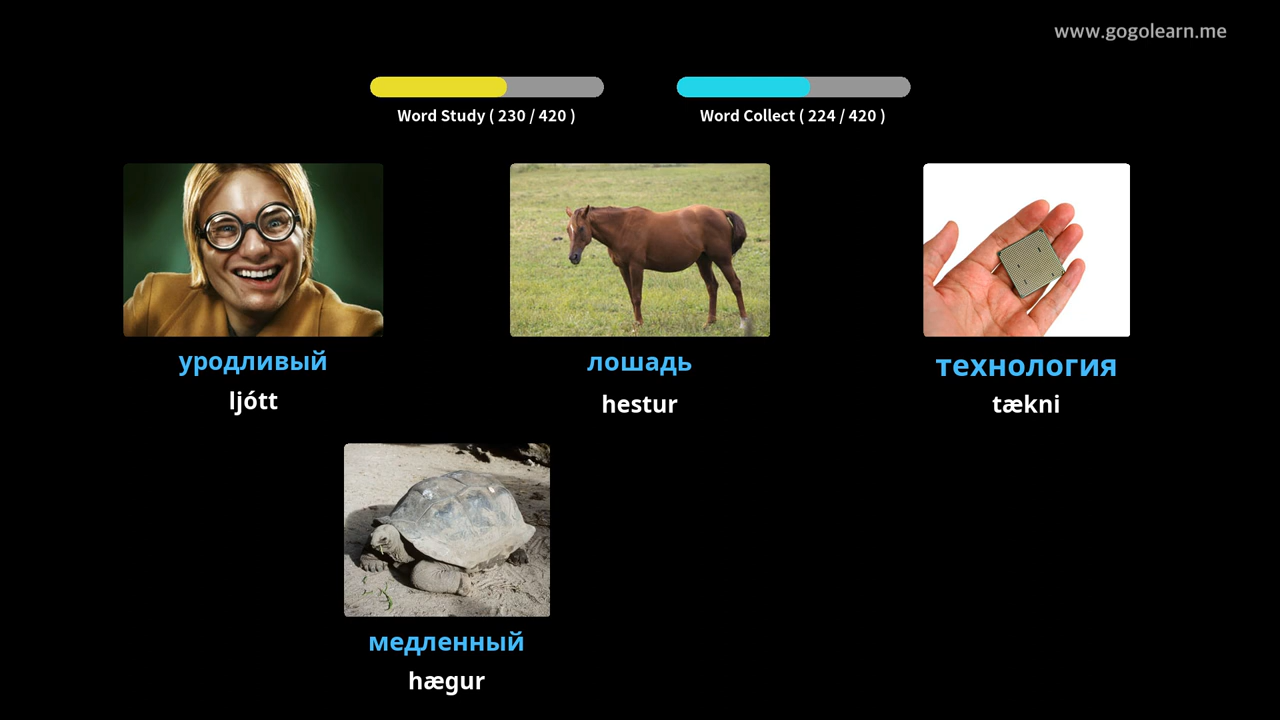 www.gogolearn.me
Word Study ( 230 / 420 )
Word Collect ( 224 / 420 )
уродливый
ljótt
лошадь
hestur
технология
tækni
медленный
hægur